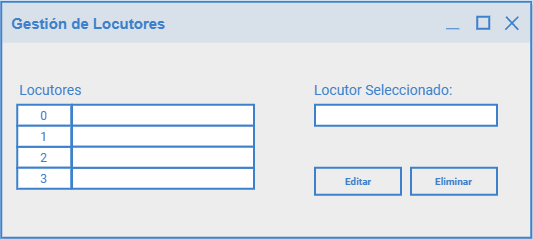 Gestión de Locutores
Locutores
0
1
2
3
Locutor Seleccionado:
Editar
Eliminar